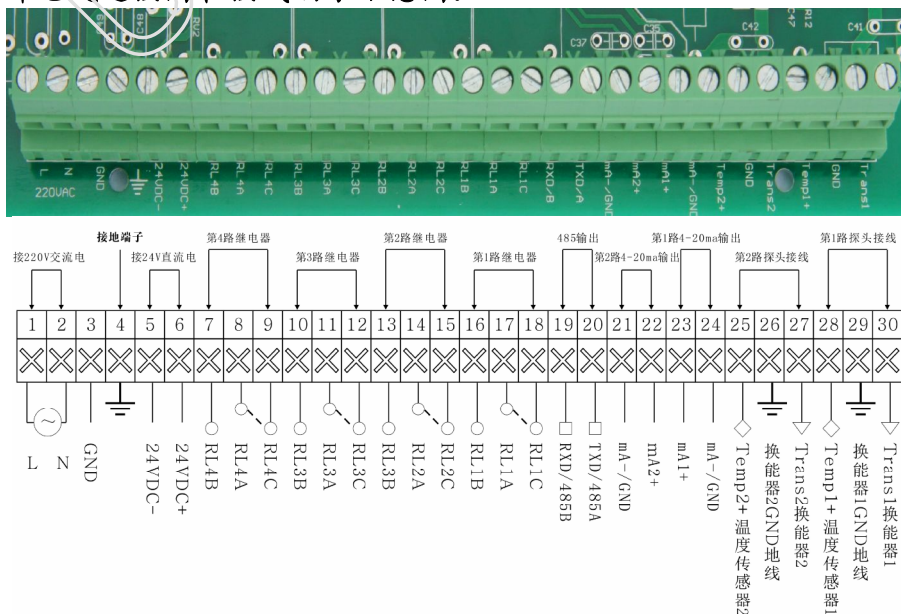 R12
C37
C42
C47
R12
C41
L
N
GND
24VDC-
24VDC+
RL4B
RL4A
RL4C
RL3B
RL3A
RL3C
RL2B
RL2A
RL2C
RL1B
RL1A
RL1C
RXD/B
TXD/A
mA-/GND
mA2+
mA1+
mA-/GND
Temp2+
GND
Trans2
Temp1+
GND
Trans1
220VAC
接220V交流电
接地端子
接24V直流电
第4路继电器
第3路继电器
第2路继电器
第1路继电器
485输出
第2路4-20ma输出
第1路4-20ma输出
第2路探头接线
第1路探头接线
1 2 3 4 5 6 7 8 9 10 11 12 13 14 15 16 17 18 19 20 21 22 23 24 25 26 27 28 29 30
L
N
GND
24VDC-
24VDC+
RL4B
RL4A
RL4C
RL3B
RL3A
RL3C
RL3B
RL2A
RL2C
RL1B
RL1A
RL1C
RXD/485B
TXD/485A
mA-/GND
mA2+
mA1+
mA-/GND
Temp2+温度传感器2
换能器2GND地线
Trans2换能器2
Temp1+温度传感器1
换能器1GND地线
Trans1换能器1